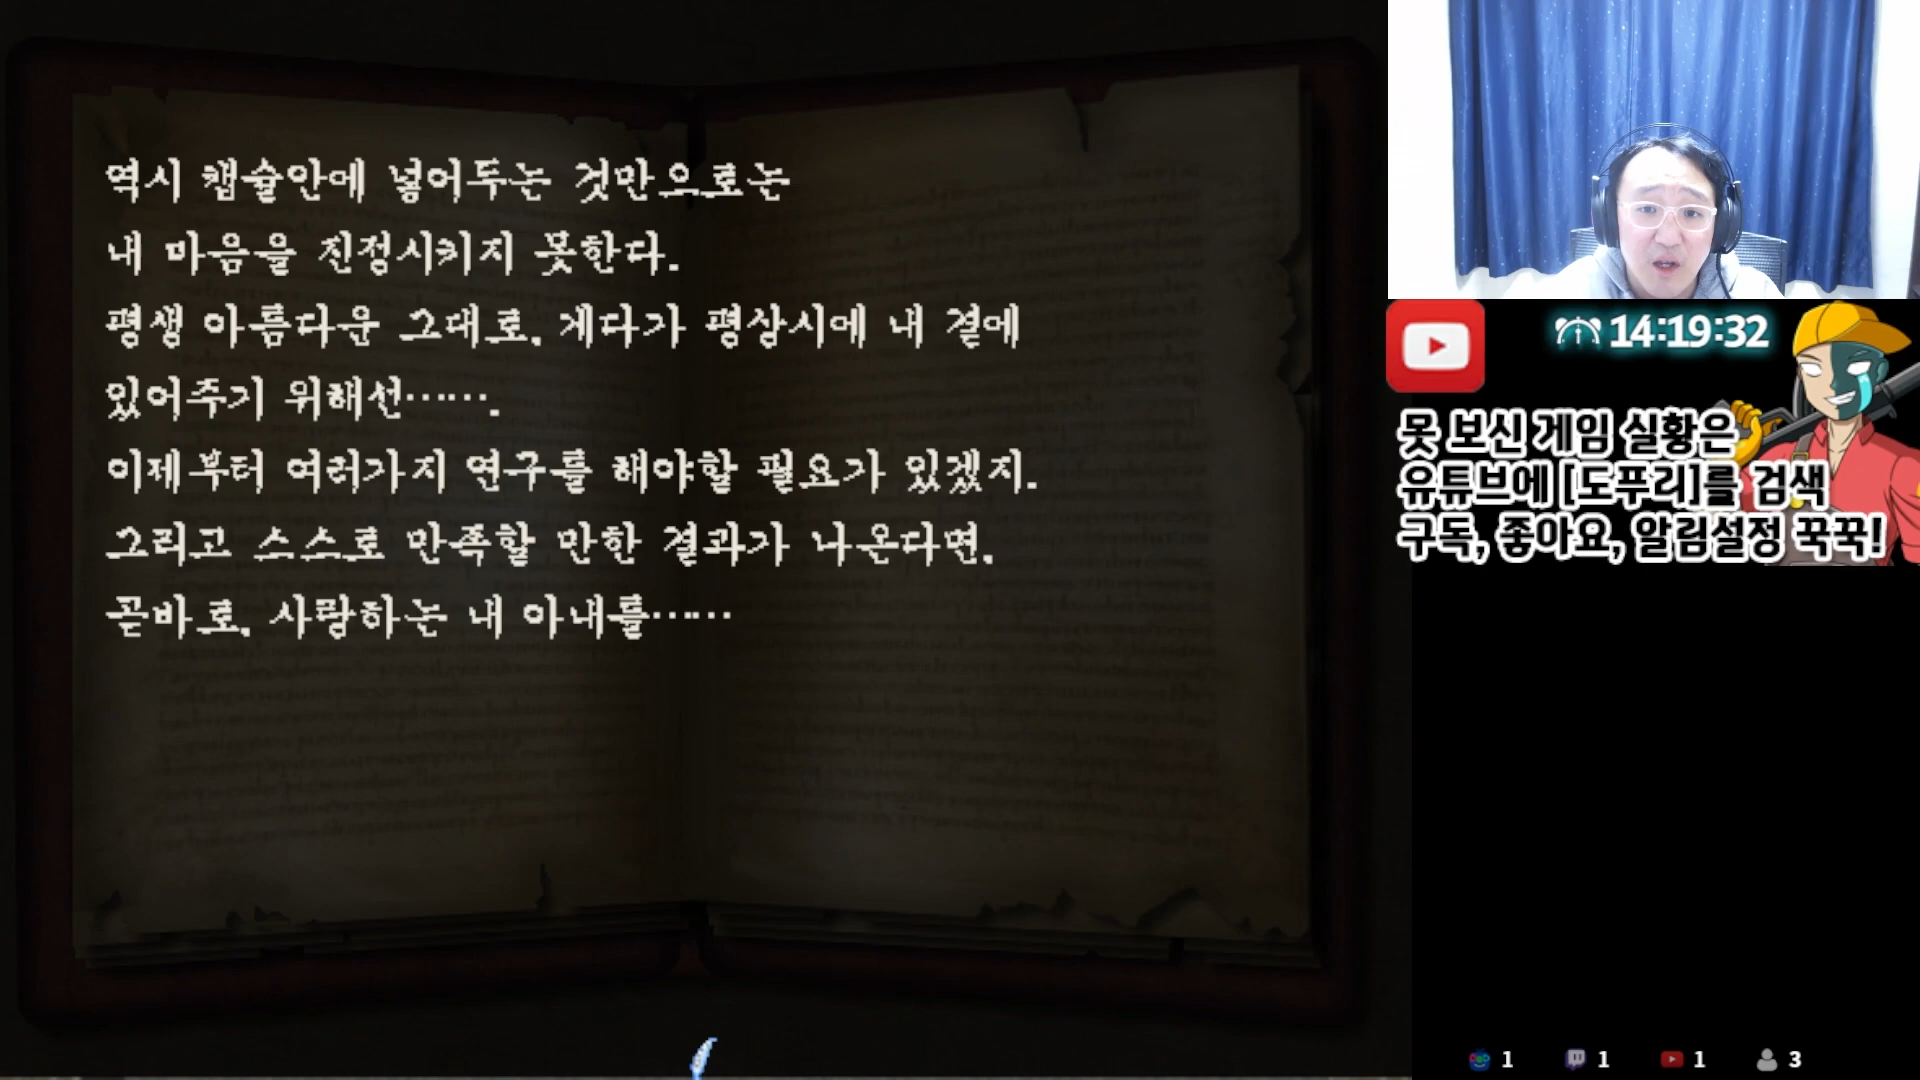 역시 캡슐안에 넣어두는 것만으로는
내 마음을 진정시키지 못한다.
평생 아름다운 그대로, 게다가 평상시에 내 곁에
있어주기 위해선…….
이제부터 여러가지 연구를 해야할 필요가 있겠지.
그리고 스스로 만족할 만한 결과가 나온다면,
곧바로, 사랑하는 내 아내를……
14:19:32
못 보신 게임 실황은
유튜브에 [도푸리]를 검색
구독, 좋아요, 알림설정 꾹꾹!
1 1 1 3